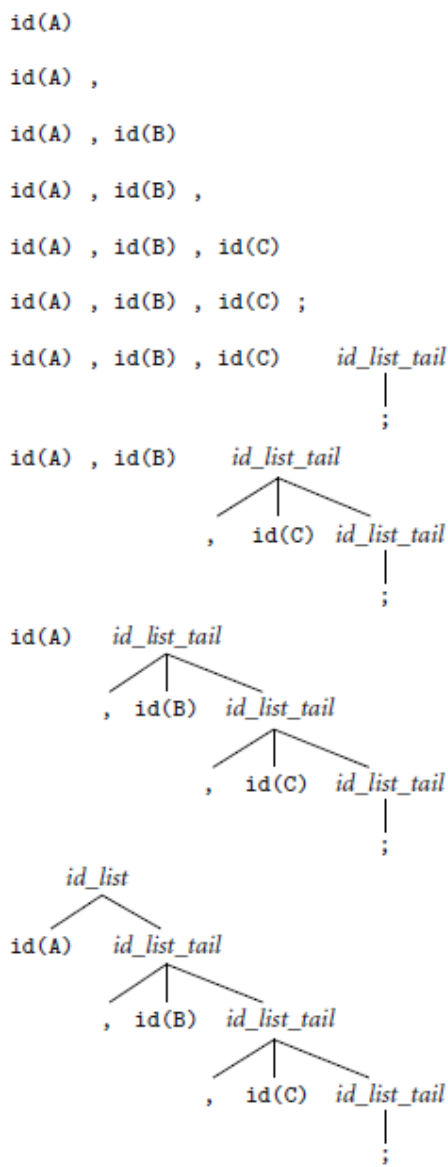 id(A)
id(A) ,
id(A) , id(B)
id(A) , id(B) ,
id(A) , id(B) , id(C)
id(A) , id(B) , id(C) ;
id(A) , id(B) , id(C) id_list_tail
;
id(A) , id(B) id_list_tail
, id(C) id_list_tail
;
id(A) id_list_tail
, id(B) id_list_tail
, id(C) id_list_tail
;
id_list
id(A) id_list_tail
, id(B) id_list_tail
, id(C) id_list_tail
;